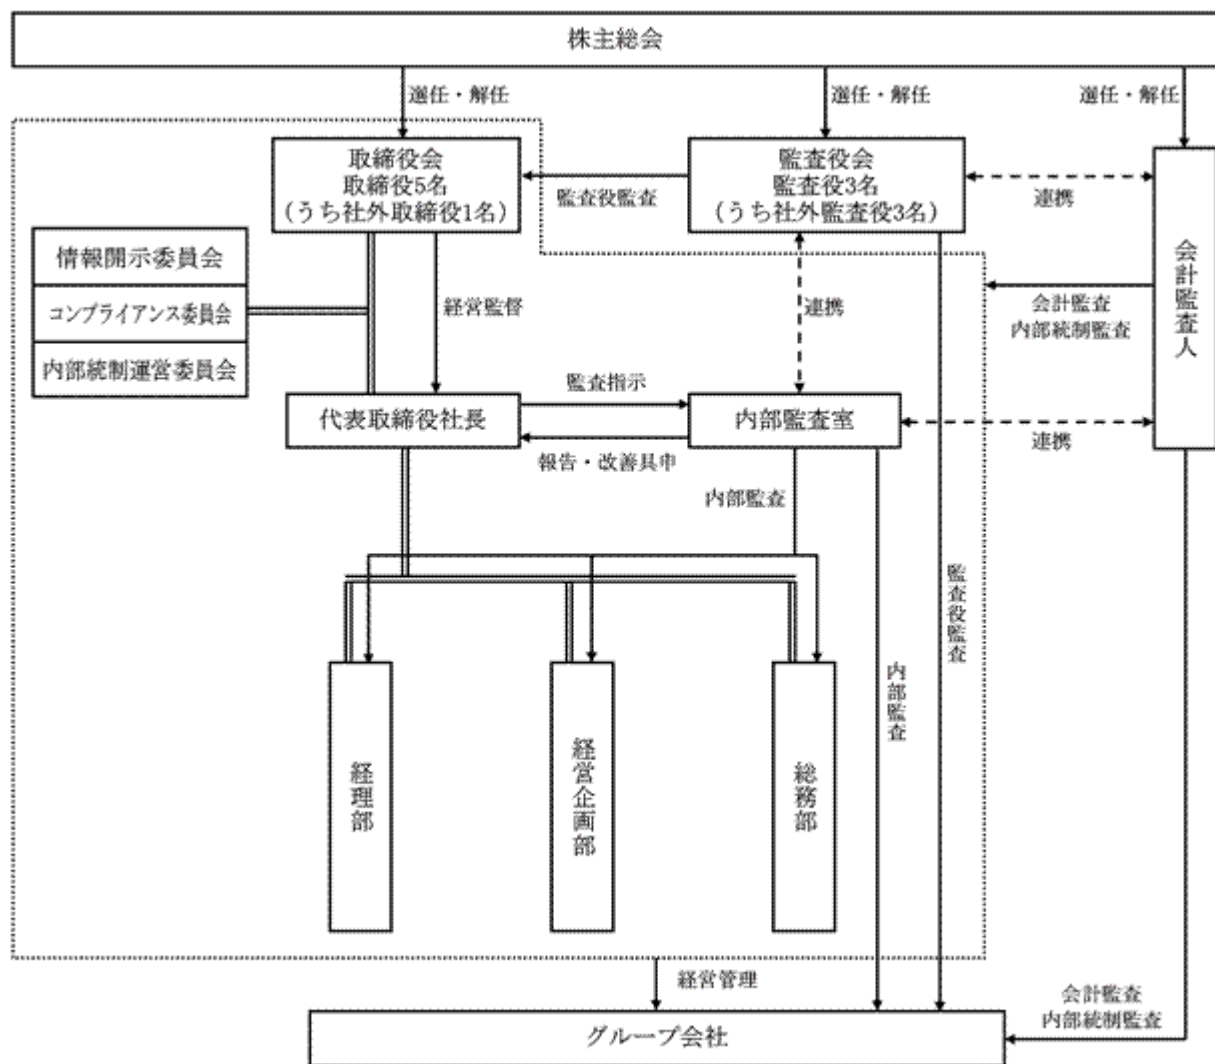 株主総会
選任・解任
選任・解任
選任・解任
取締役会
取締役5名
（うち社外取締役1名）
監査役監査
監査役会
監査役3名
（うち社外監査役3名）
連携
会計監査人
情報開示委員会
コンプライアンス委員会
内部統制運営委員会
経営監督
連携
会計監査
内部統制監査
代表取締役社長
監査指示
報告・改善具申
内部監査室
連携
内部監査
監査役監査
内部監査
経理部
経営企画部
総務部
経営管理
会計監査
内部統制監査
グループ会社